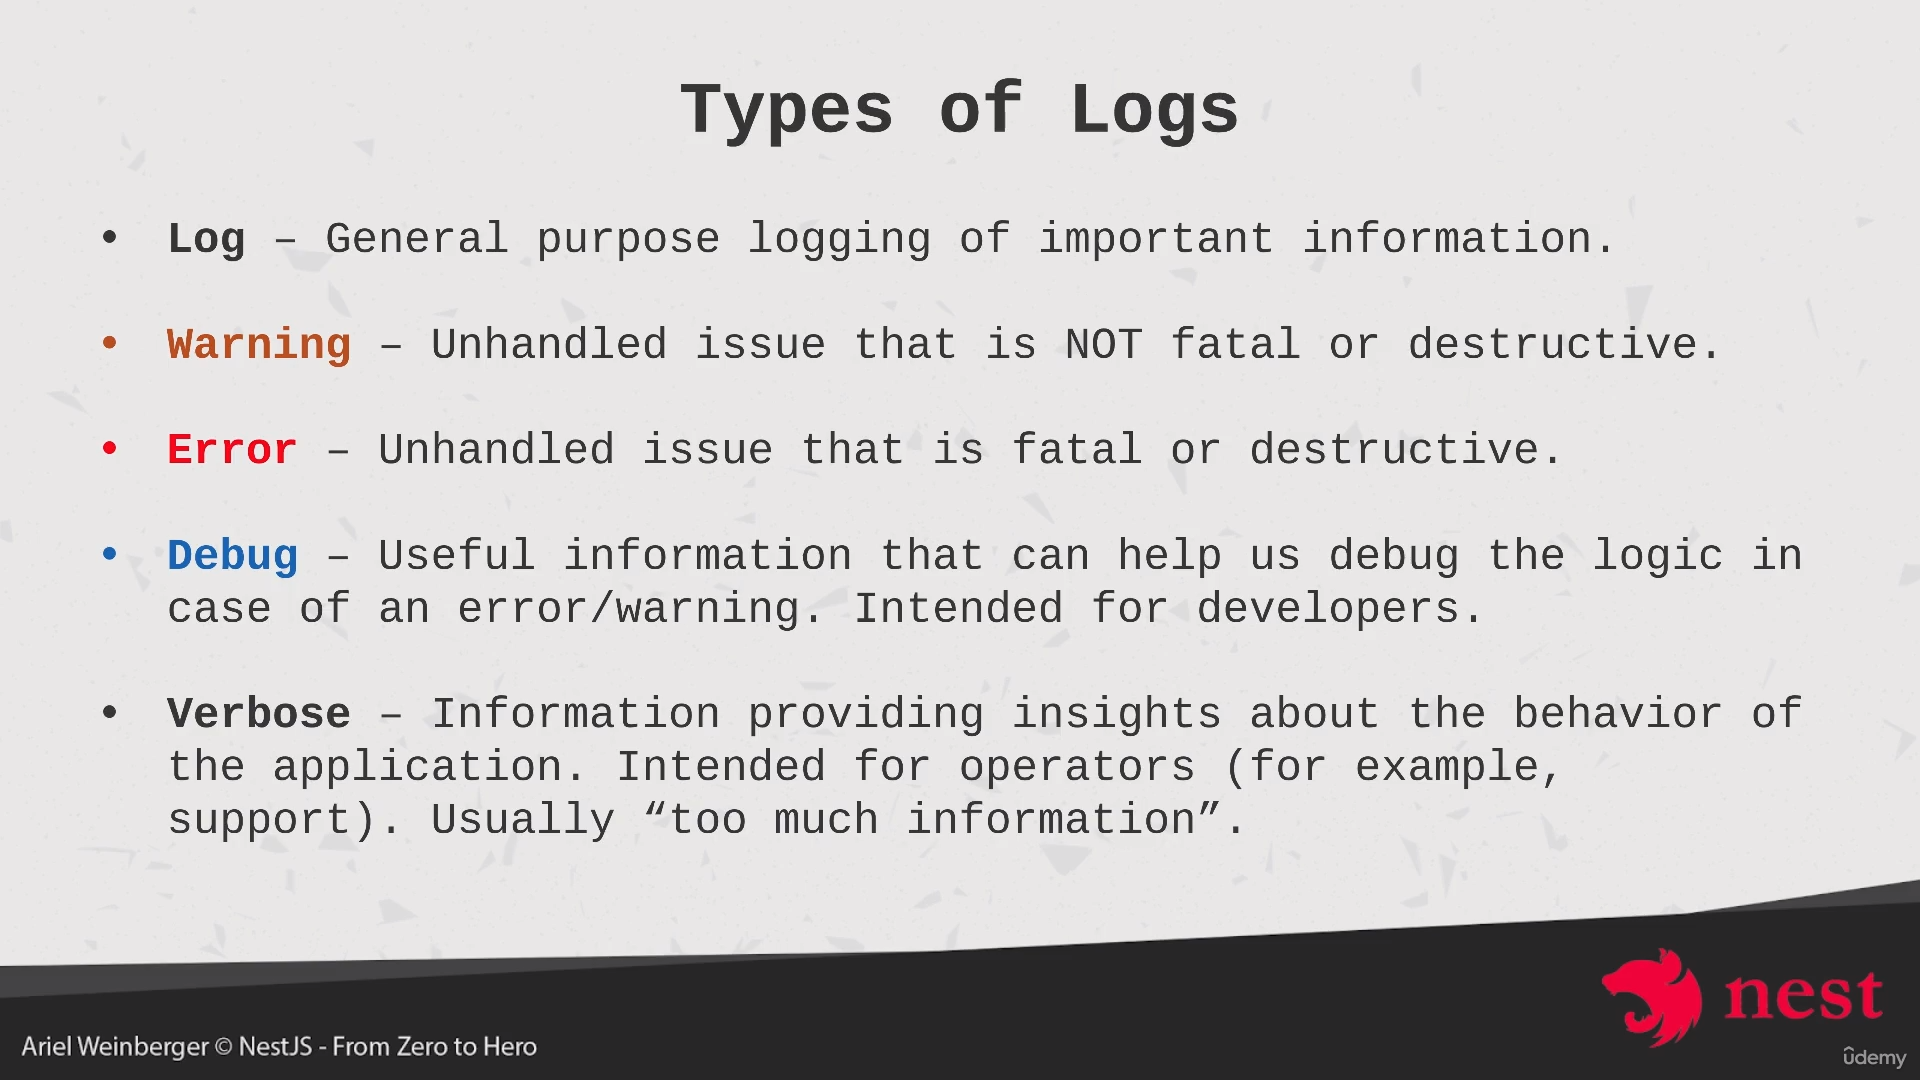 Types of Logs
• Log – General purpose logging of important information.
• Warning – Unhandled issue that is NOT fatal or destructive.
• Error – Unhandled issue that is fatal or destructive.
• Debug – Useful information that can help us debug the logic in
case of an error/warning. Intended for developers.
• Verbose – Information providing insights about the behavior of
the application. Intended for operators (for example,
support). Usually “too much information”.
nest
Ariel Weinberger © NestJS - From Zero to Hero
ûdemy